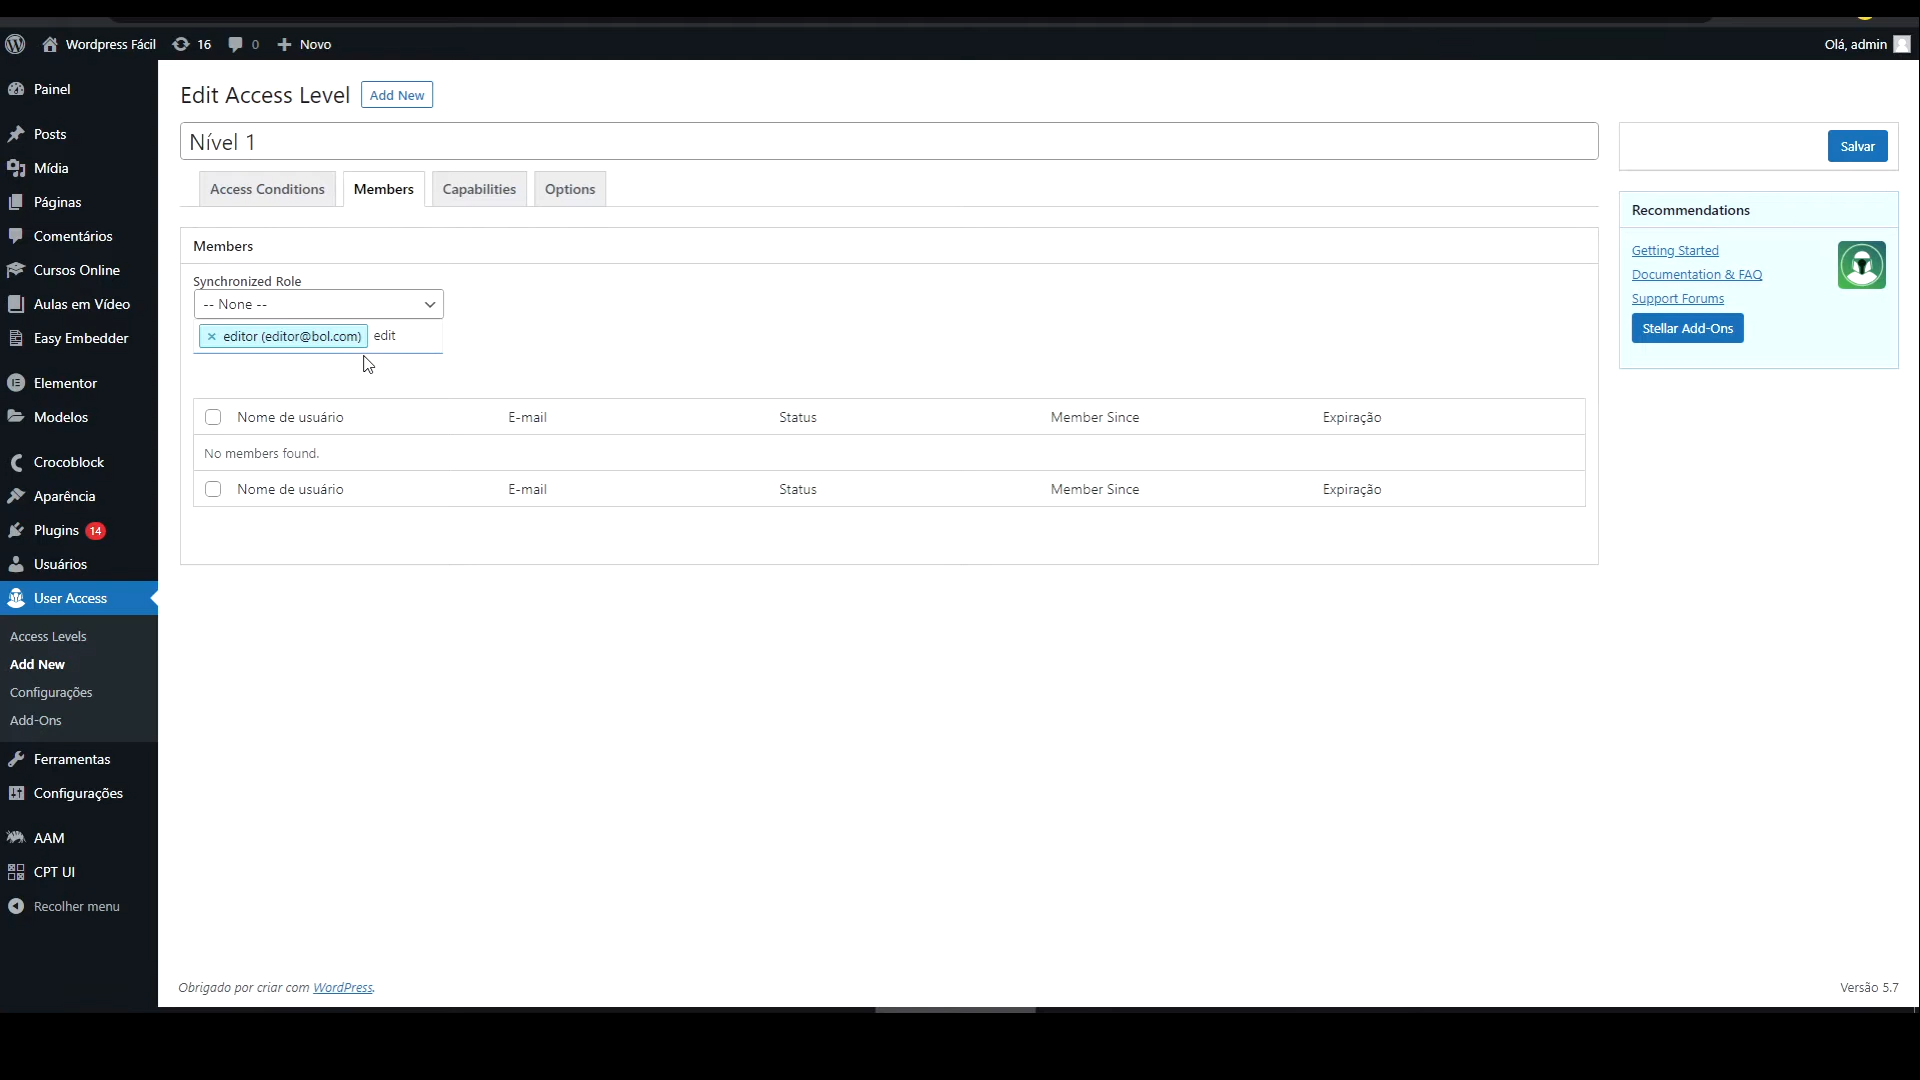 Wordpress Fácil 16 0 Novo Olá, admin
Painel
Posts
Mídia
Páginas
Comentários
Cursos Online
Aulas em Vídeo
Easy Embedder
Elementor
Modelos
Crocoblock
Aparência
Plugins 14
Usuários
User Access
Access Levels
Add New
Configurações
Add-Ons
Ferramentas
Configurações
AAM
CPT UI
Recolher menu
Edit Access Level Add New
Nível 1
Access Conditions Members Capabilities Options
Members
Synchronized Role
-- None --
× editor (editor@bol.com) edit
Nome de usuário E-mail Status Member Since Expiração
No members found.
Nome de usuário E-mail Status Member Since Expiração
Salvar
Recommendations
Getting Started
Documentation & FAQ
Support Forums
Stellar Add-Ons
Obrigado por criar com WordPress. Versão 5.7